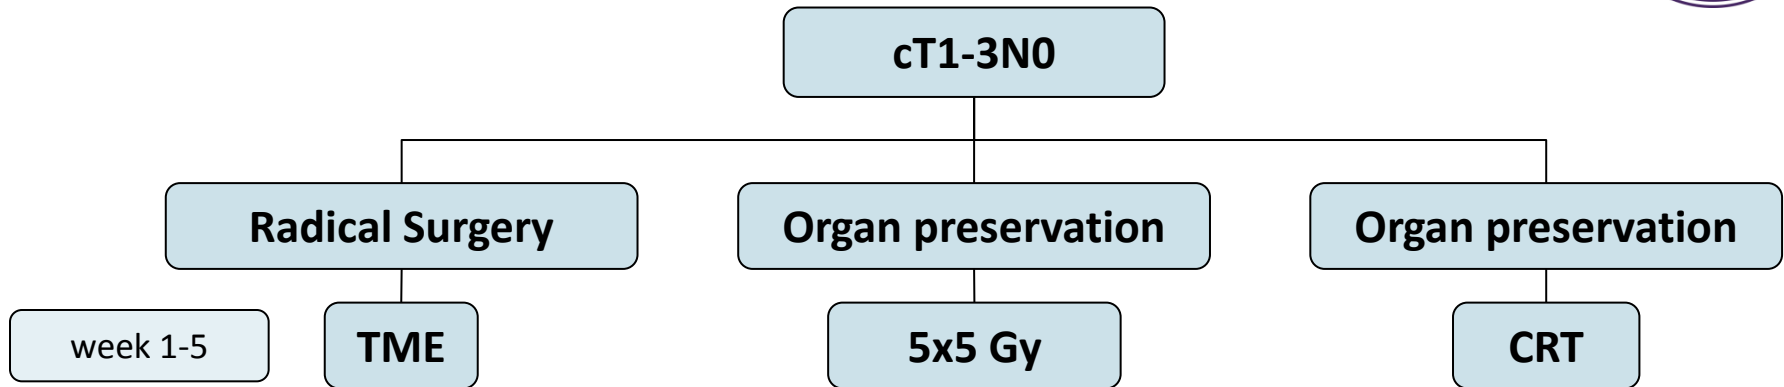 cT1-3N0
Radical Surgery
Organ preservation
Organ preservation
week 1-5
TME
5x5 Gy
CRT